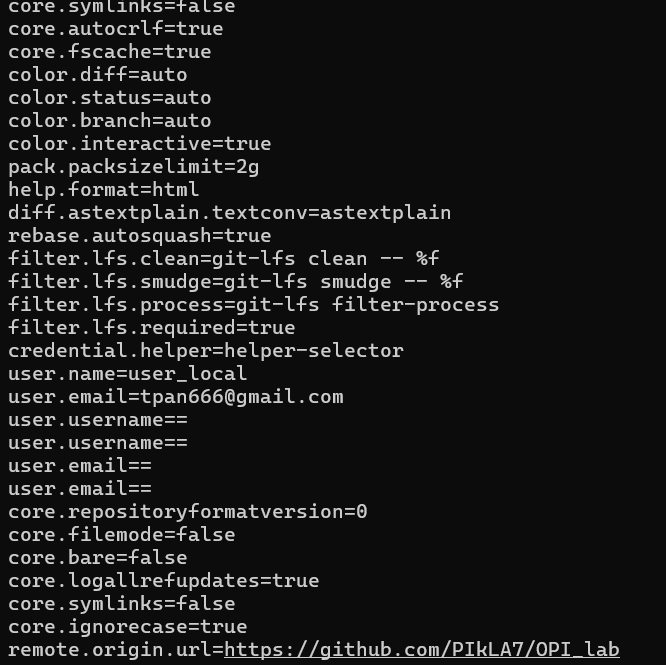 core.symlinks=false
core.autocrlf=true
core.fscache=true
color.diff=auto
color.status=auto
color.branch=auto
color.interactive=true
pack.packsizelimit=2g
help.format=html
diff.astextplain.textconv=astextplain
rebase.autosquash=true
filter.lfs.clean=git-lfs clean -- %f
filter.lfs.smudge=git-lfs smudge -- %f
filter.lfs.process=git-lfs filter-process
filter.lfs.required=true
credential.helper=helper-selector
user.name=user_local
user.email=tpan666@gmail.com
user.username==
user.username==
user.email==
user.email==
core.repositoryformatversion=0
core.filemode=false
core.bare=false
core.logallrefupdates=true
core.symlinks=false
core.ignorecase=true
remote.origin.url=https://github.com/PIkLA7/OPI_lab